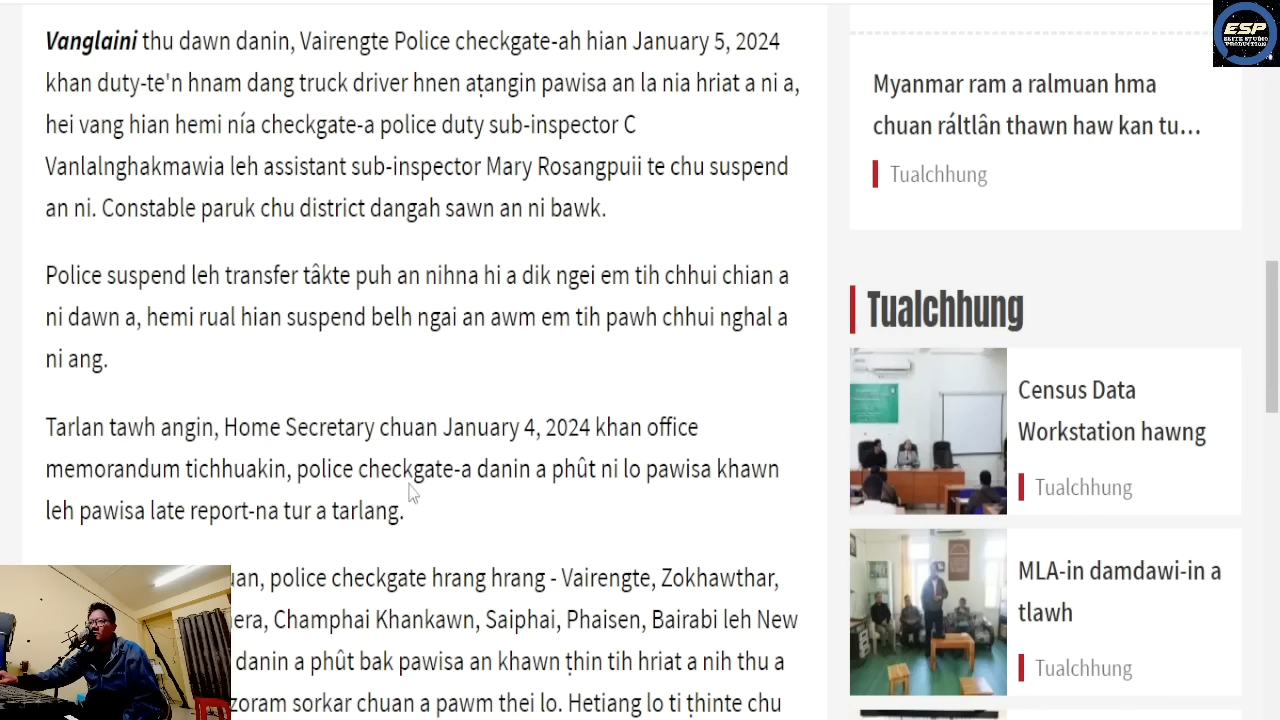 Vanglaini thu dawn danin, Vairengte Police checkgate-ah hian January 5, 2024
khan duty-te'n hnam dang truck driver hnen aṭangin pawisa an la nia hriat a ni a,
hei vang hian hemi nía checkgate-a police duty sub-inspector C
Vanlalnghakmawia leh assistant sub-inspector Mary Rosangpuii te chu suspend
an ni. Constable paruk chu district dangah sawn an ni bawk.
Police suspend leh transfer tâkte puh an nihna hi a dik ngei em tih chhui chian a
ni dawn a, hemi rual hian suspend belh ngai an awm em tih pawh chhui nghal a
ni ang.
Tarlan tawh angin, Home Secretary chuan January 4, 2024 khan office
memorandum tichhuakin, police checkgate-a danin a phût ni lo pawisa khawn
leh pawisa late report-na tur a tarlang.
uan, police checkgate hrang hrang - Vairengte, Zokhawthar,
era, Champhai Khankawn, Saiphai, Phaisen, Bairabi leh New
danin a phût bak pawisa an khawn ṭhin tih hriat a nih thu a
zoram sorkar chuan a pawm thei lo. Hetiang lo ti ṭhinte chu
ESP
ELITE STUDIO
PRODUCTION
Myanmar ram a ralmuan hma
chuan ráltlân thawn haw kan tu...
Tualchhung
Tualchhung
Census Data
Workstation hawng
Tualchhung
MLA-in damdawi-in a
tlawh
Tualchhung